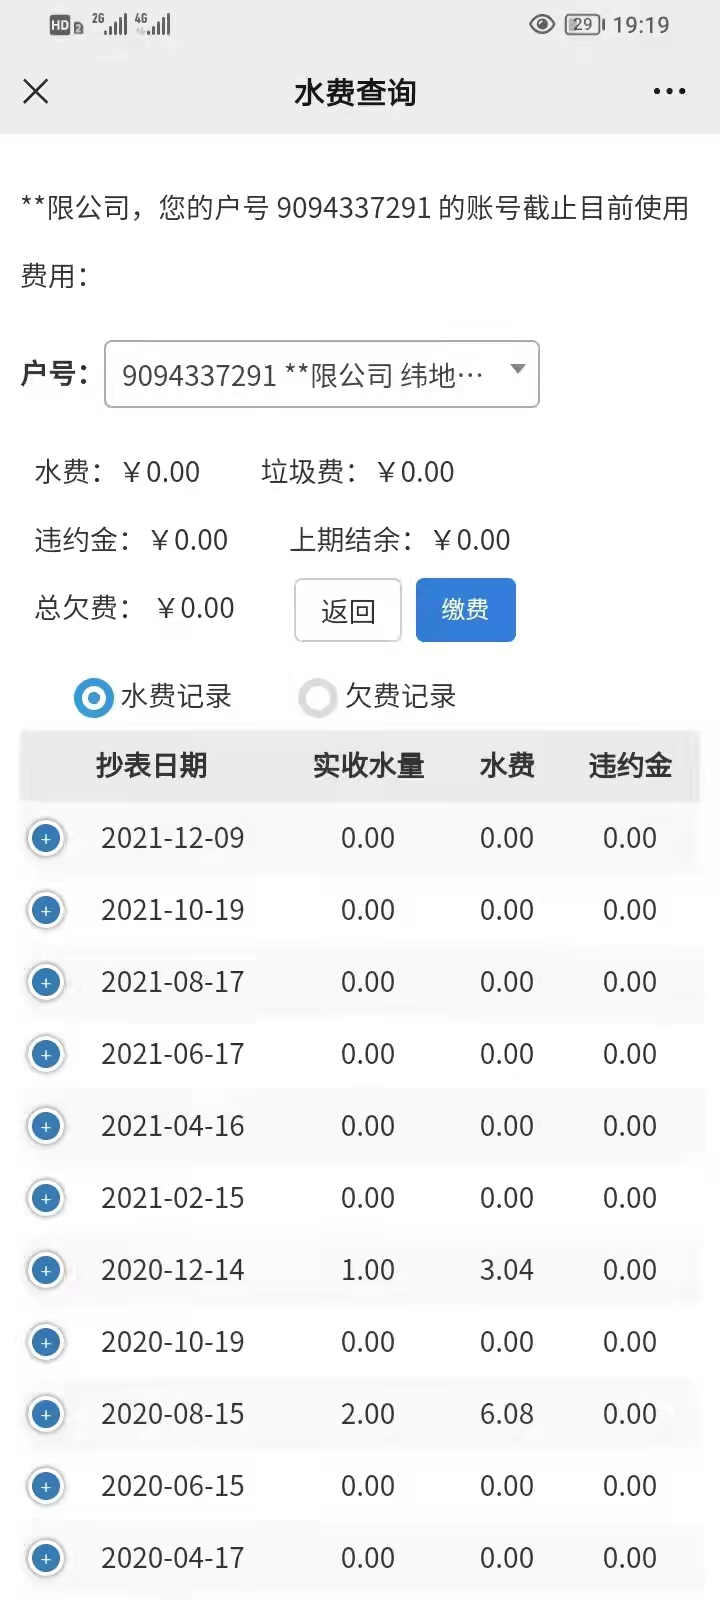 HD 2 2G 4G 29 19:19
水费查询
**限公司，您的户号 9094337291 的账号截止目前使用
费用：
户号： 9094337291 **限公司 纬地…
水费：￥0.00 垃圾费：￥0.00
违约金：￥0.00 上期结余：￥0.00
总欠费：￥0.00 返回 缴费
水费记录 欠费记录
抄表日期 实收水量 水费 违约金
2021-12-09 0.00 0.00 0.00
2021-10-19 0.00 0.00 0.00
2021-08-17 0.00 0.00 0.00
2021-06-17 0.00 0.00 0.00
2021-04-16 0.00 0.00 0.00
2021-02-15 0.00 0.00 0.00
2020-12-14 1.00 3.04 0.00
2020-10-19 0.00 0.00 0.00
2020-08-15 2.00 6.08 0.00
2020-06-15 0.00 0.00 0.00
2020-04-17 0.00 0.00 0.00